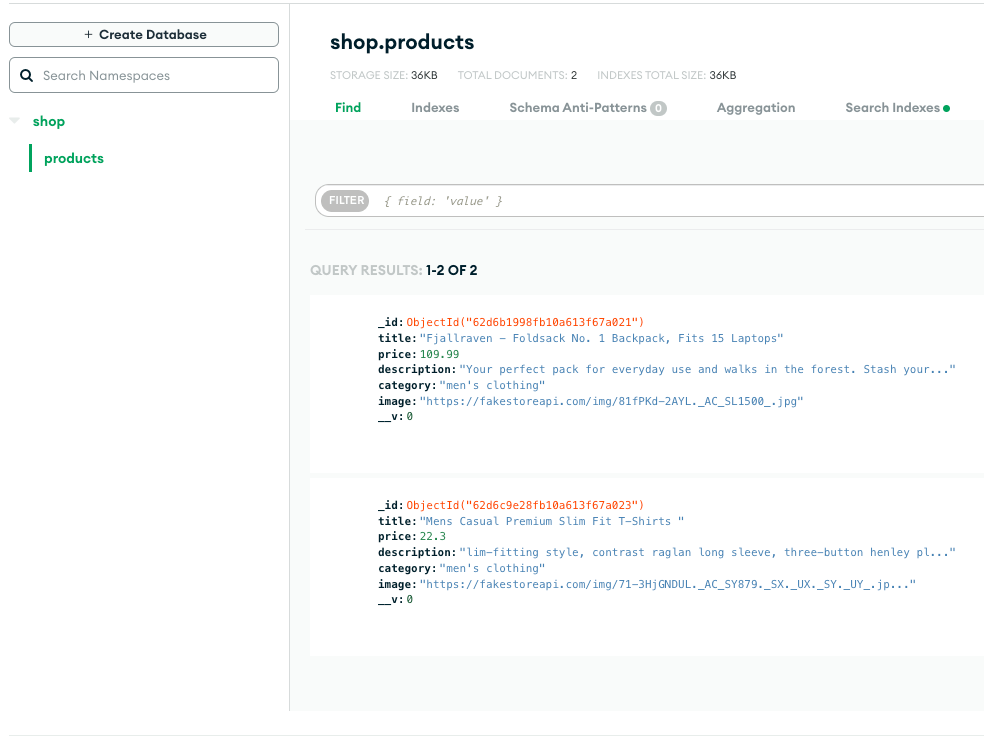 + Create Database
Search Namespaces
shop
products
shop.products
STORAGE SIZE: 36KB TOTAL DOCUMENTS: 2 INDEXES TOTAL SIZE: 36KB
Find Indexes Schema Anti-Patterns 0 Aggregation Search Indexes
FILTER { field: 'value' }
QUERY RESULTS: 1-2 OF 2
_id: ObjectId("62d6b1998fb10a613f67a021")
title: "Fjallraven - Foldsack No. 1 Backpack, Fits 15 Laptops"
price: 109.99
description: "Your perfect pack for everyday use and walks in the forest. Stash your..."
category: "men's clothing"
image: "https://fakestoreapi.com/img/81fPKd-2AYL._AC_SL1500_.jpg"
__v: 0
_id: ObjectId("62d6c9e28fb10a613f67a023")
title: "Mens Casual Premium Slim Fit T-Shirts "
price: 22.3
description: "lim-fitting style, contrast raglan long sleeve, three-button henley pl..."
category: "men's clothing"
image: "https://fakestoreapi.com/img/71-3HjGNDUL._AC_SY879._SX._UX._SY._UY_.jp..."
__v: 0